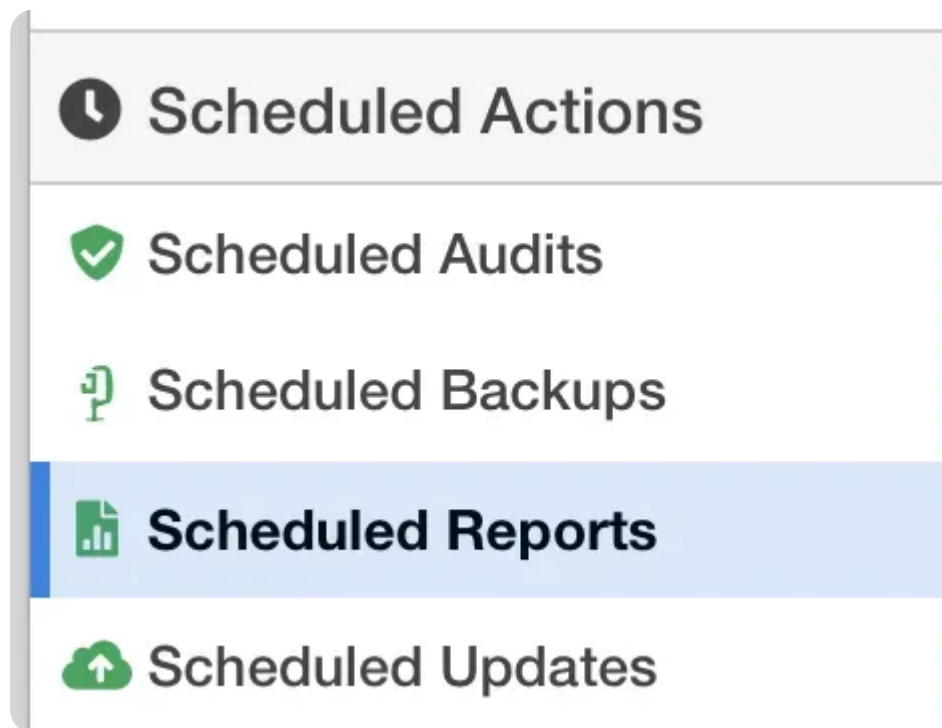 Scheduled Actions
Scheduled Audits
Scheduled Backups
Scheduled Reports
Scheduled Updates